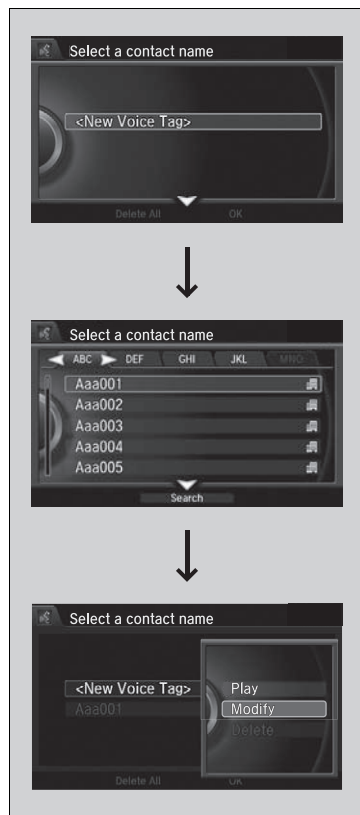 Select a contact name
<New Voice Tag>
Delete All OK
Select a contact name
ABC DEF GHI JKL MNO
Aaa001
Aaa002
Aaa003
Aaa004
Aaa005
Search
Select a contact name
<New Voice Tag>
Aaa001
Play
Modify
Delete
Delete All OK